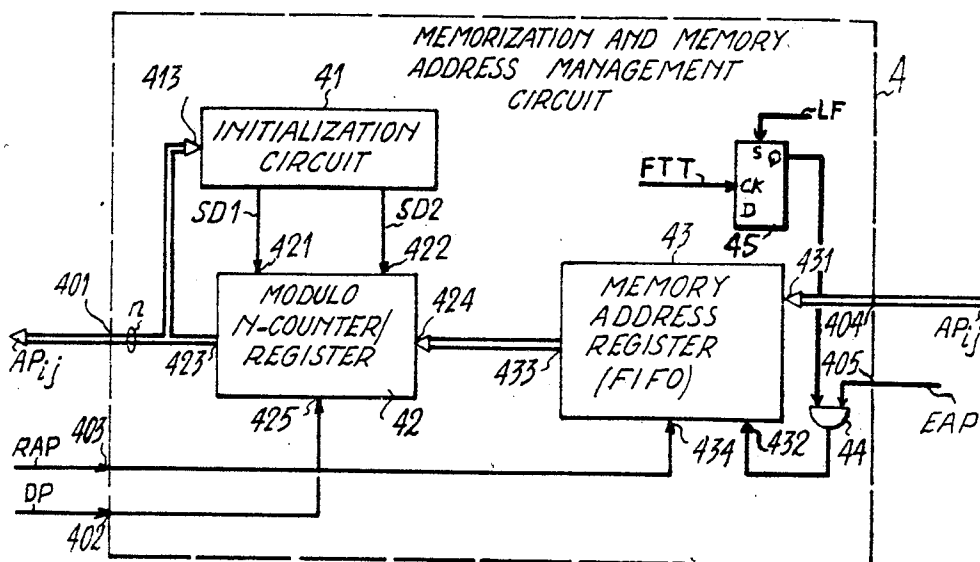 MEMORIZATION AND MEMORY
ADDRESS MANAGEMENT
CIRCUIT
4
413
41
INITIALIZATION
CIRCUIT
LF
S Q
FTT
CK
D
45
SD1
SD2
421
422
43
431
401
n
MODULO
N-COUNTER/
REGISTER
424
MEMORY
ADDRESS
REGISTER
(FIFO)
404
APij
APij
423
433
405
425
42
EAP
44
RAP
403
434
432
DP
402